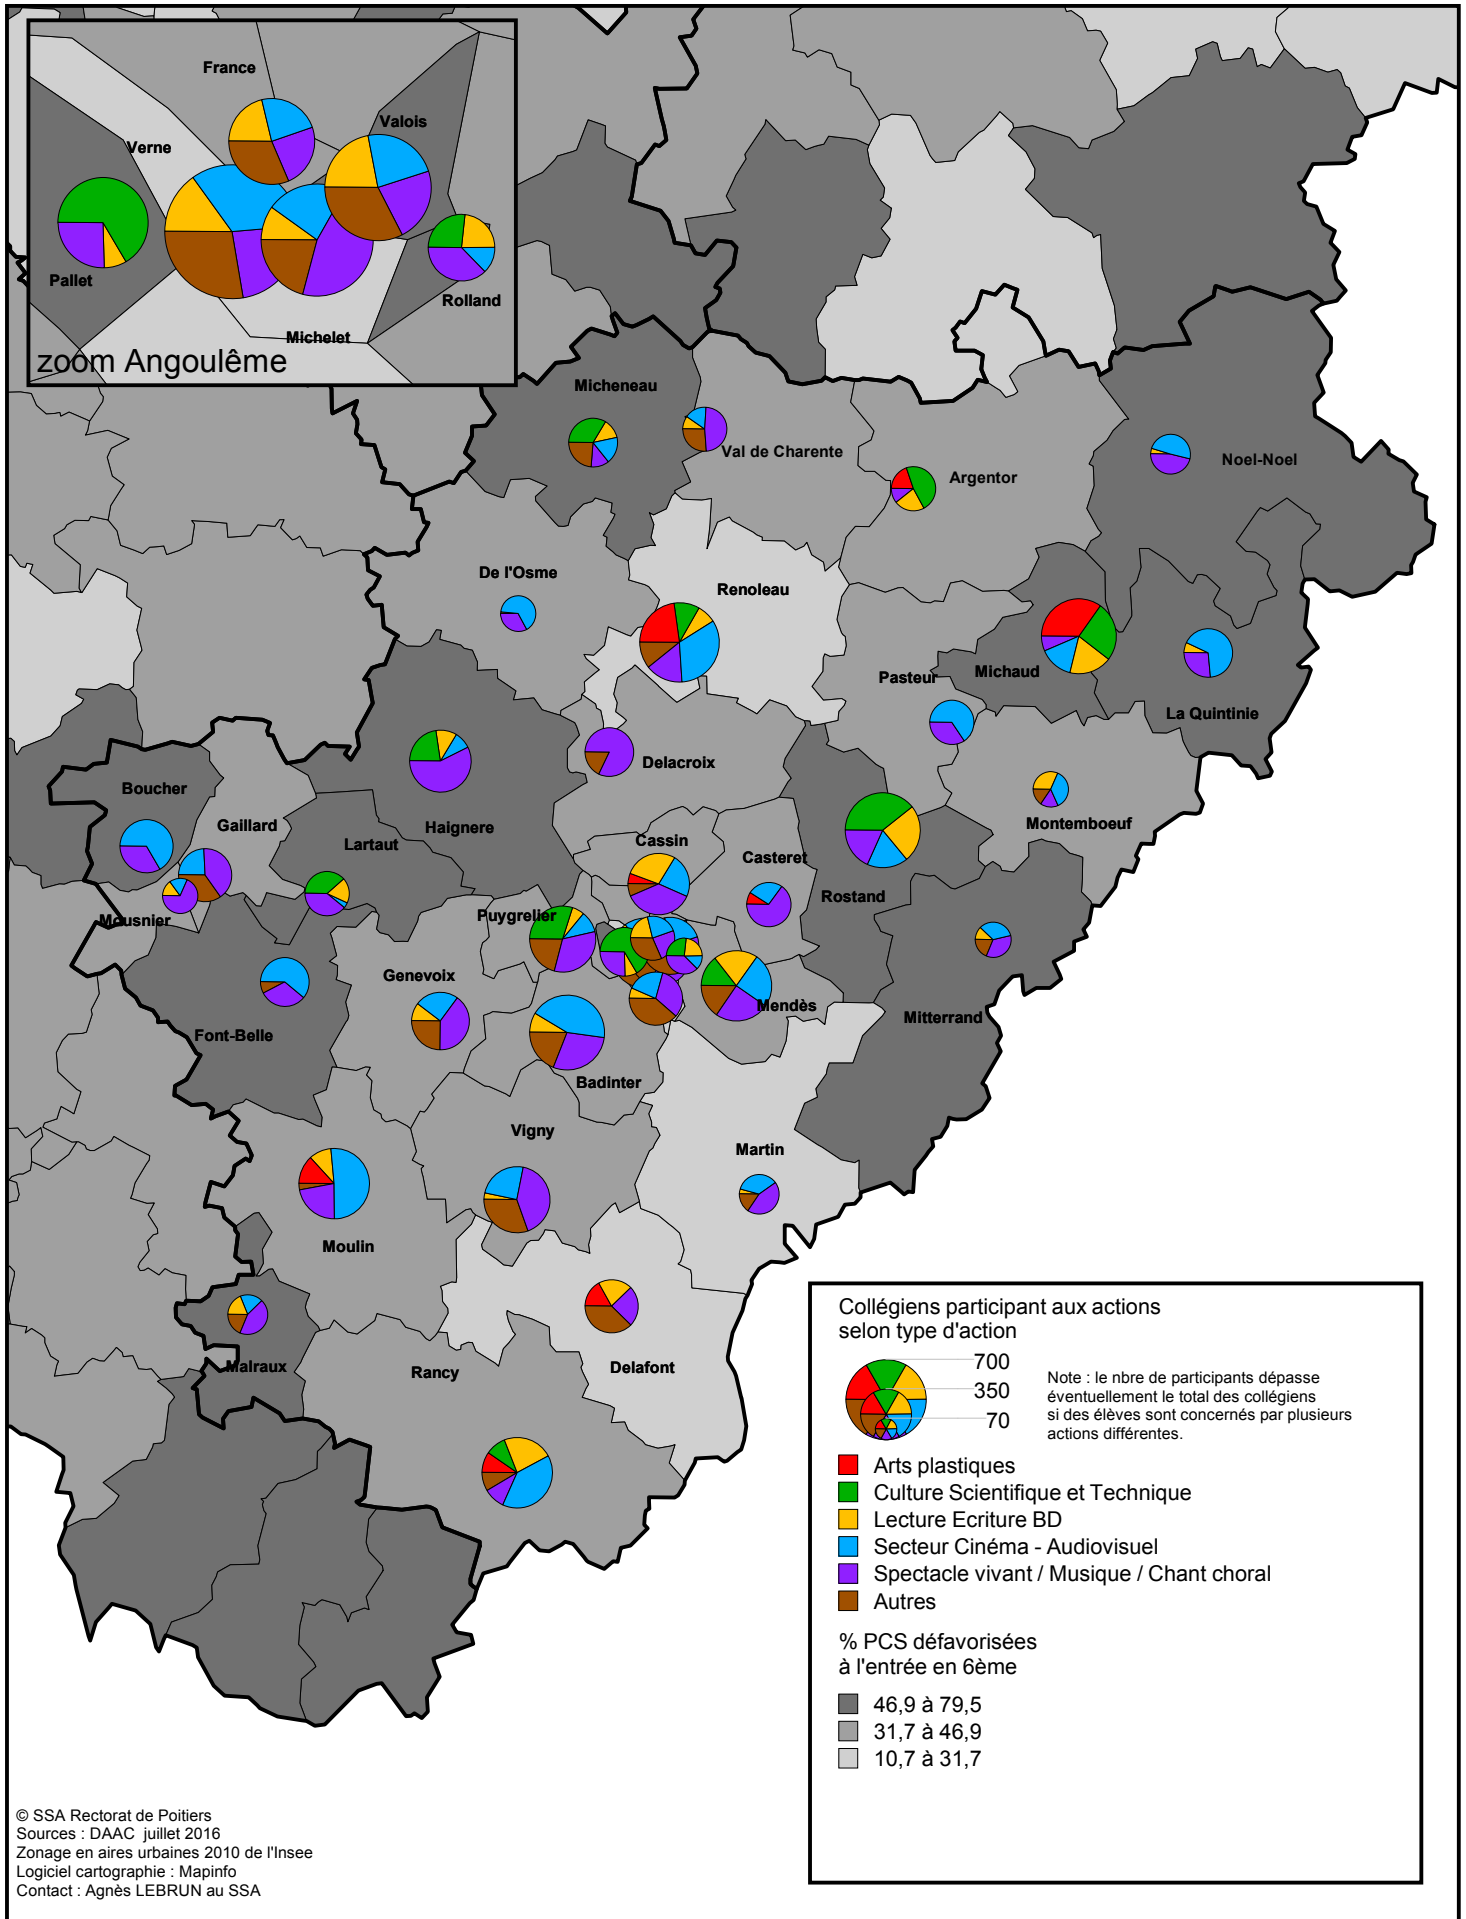 France
Valois
Verne
Pallet
Rolland
Michelet
zoom Angoulême
Micheneau
Val de Charente
Argentor
Noel-Noel
De l'Osme
Renoleau
Pasteur
Michaud
La Quintinie
Delacroix
Boucher
Gaillard
Haignere
Lartaut
Montemboeuf
Cassin
Casteret
Rostand
Mousnier
Puygrelier
Genevoix
Mendès
Mitterrand
Font-Belle
Badinter
Vigny
Martin
Moulin
Malraux
Rancy
Delafont
Collégiens participant aux actions
selon type d'action
700
350
70
Note : le nbre de participants dépasse
éventuellement le total des collégiens
si des élèves sont concernés par plusieurs
actions différentes.
Arts plastiques
Culture Scientifique et Technique
Lecture Ecriture BD
Secteur Cinéma - Audiovisuel
Spectacle vivant / Musique / Chant choral
Autres
% PCS défavorisées
à l'entrée en 6ème
46,9 à 79,5
31,7 à 46,9
10,7 à 31,7
© SSA Rectorat de Poitiers
Sources : DAAC juillet 2016
Zonage en aires urbaines 2010 de l'Insee
Logiciel cartographie : Mapinfo
Contact : Agnès LEBRUN au SSA